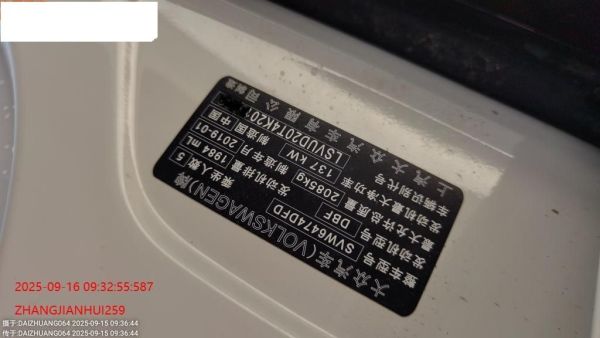 大众汽车(VOLKSWAGEN)牌
整车型号 SVW6474DFD 乘坐人数 5
发动机型号 DBF 发动机排量 1984 mL
最大允许总质量 2085kg 制造年月 2019-01
发动机最大净功率 137 kW 制造国 中国
车辆识别代号 LSVUD20T4K201
上汽大众汽车有限公司 制造
2025-09-16 09:32:55:587
ZHANGJIANHUI259
摄于:DAIZHUANG064 2025-09-15 09:36:44
传于:DAIZHUANG064 2025-09-15 09:36:44